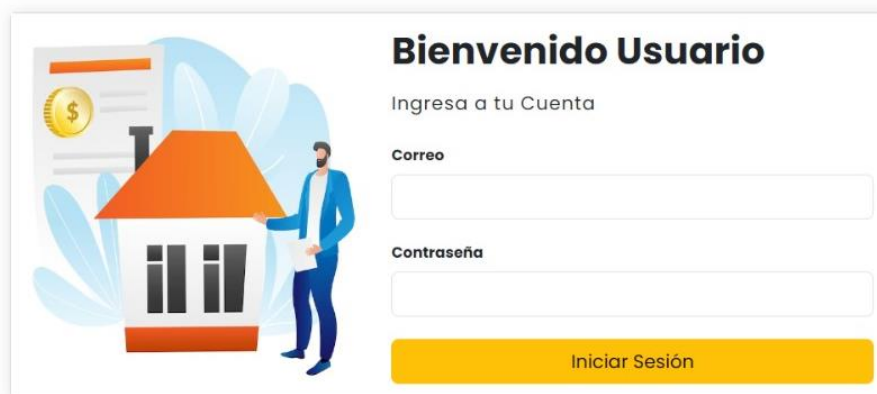 Bienvenido Usuario
Ingresa a tu Cuenta
Correo
Contraseña
Iniciar Sesión
$